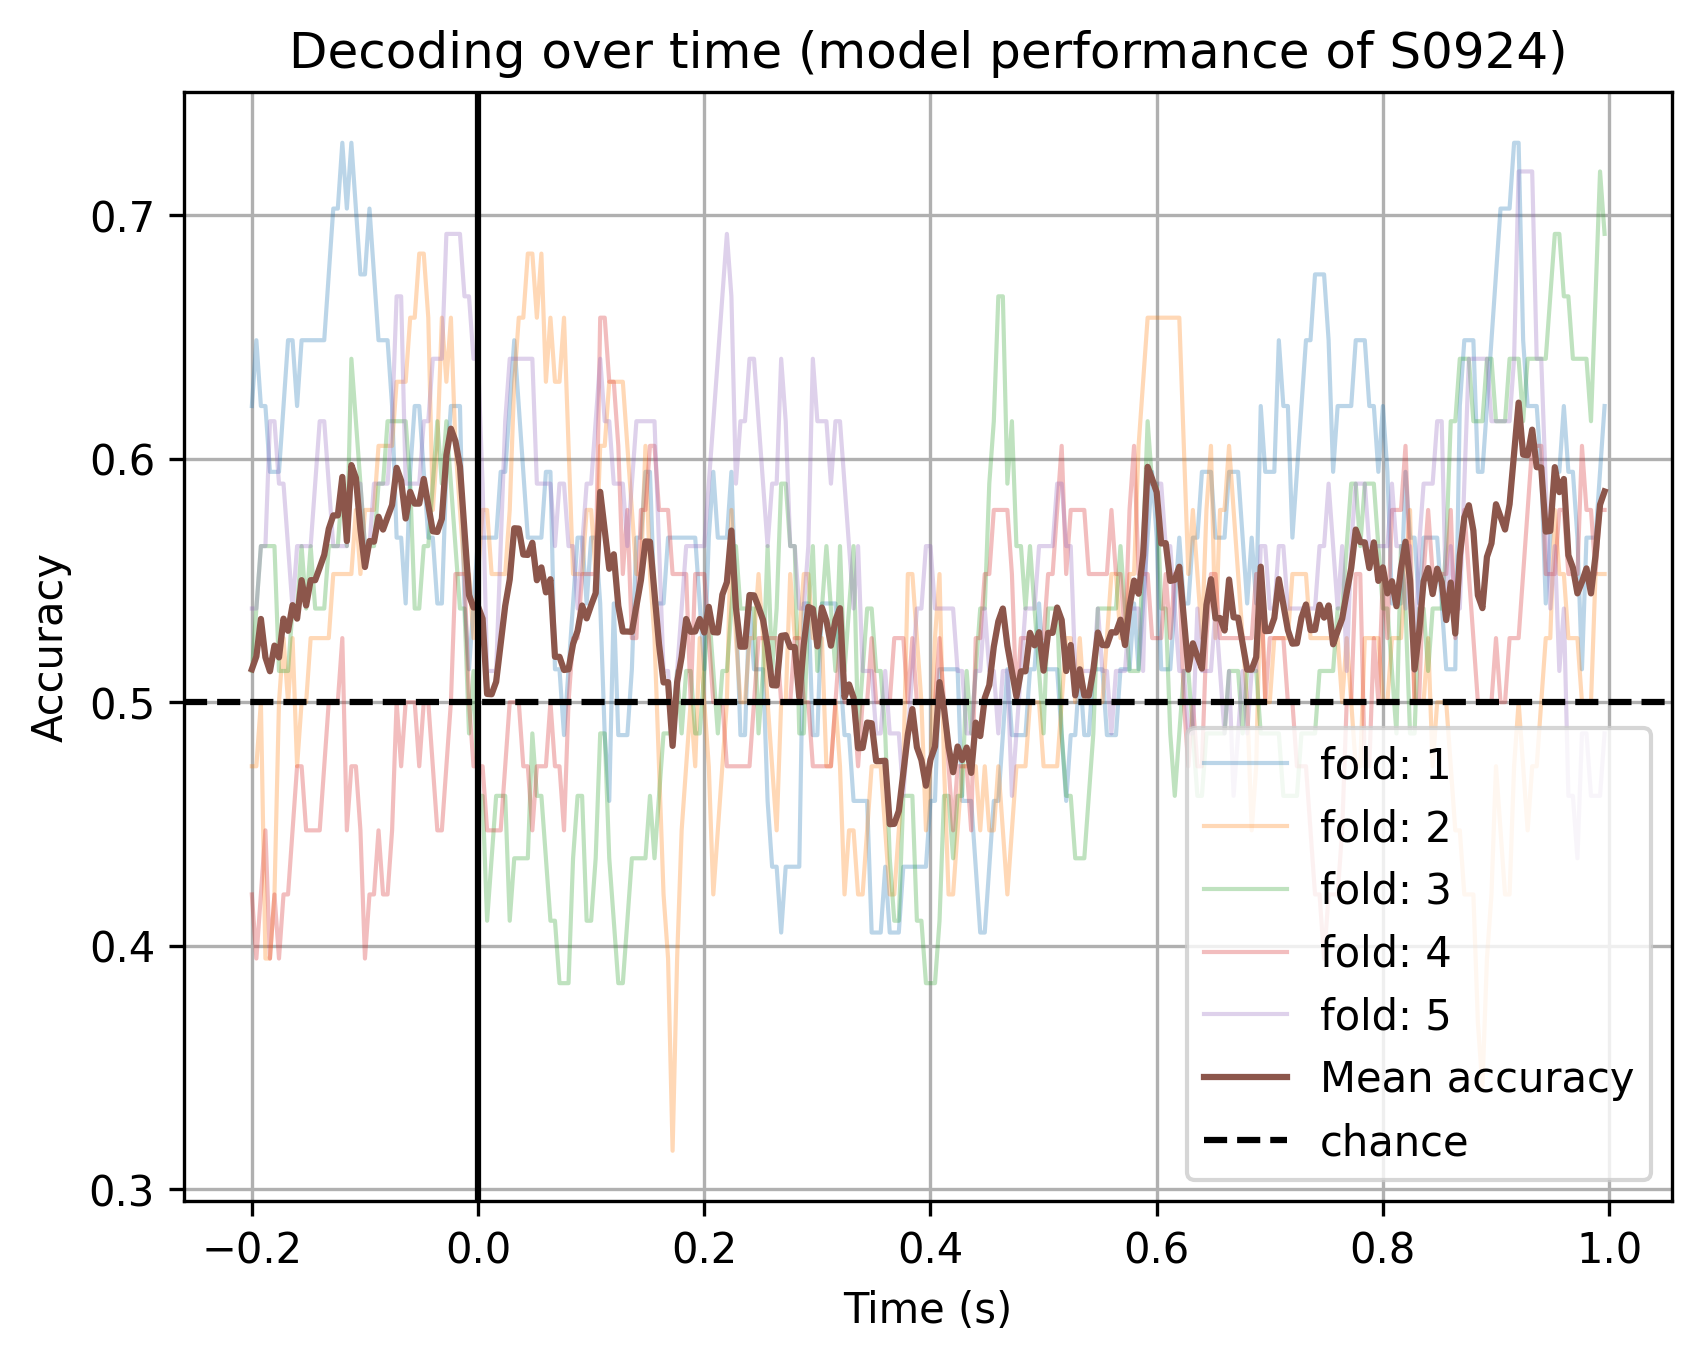 Decoding over time (model performance of S0924)
Accuracy
0.7
0.6
0.5
0.4
0.3
fold: 1
fold: 2
fold: 3
fold: 4
fold: 5
Mean accuracy
chance
−0.2 0.0 0.2 0.4 0.6 0.8 1.0
Time (s)